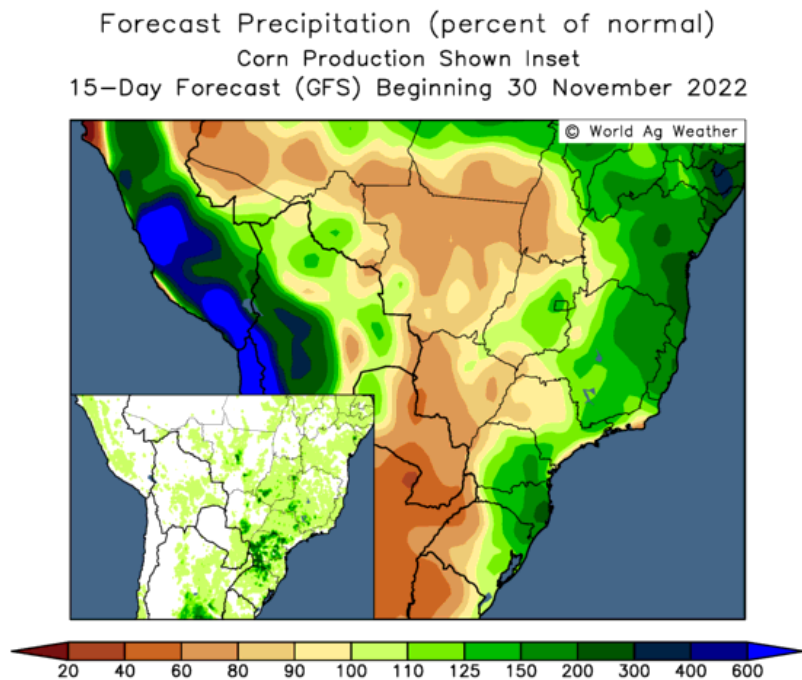 Forecast Precipitation (percent of normal)
Corn Production Shown Inset
15-Day Forecast (GFS) Beginning 30 November 2022
© World Ag Weather
20 40 60 80 90 100 110 125 150 200 300 400 600